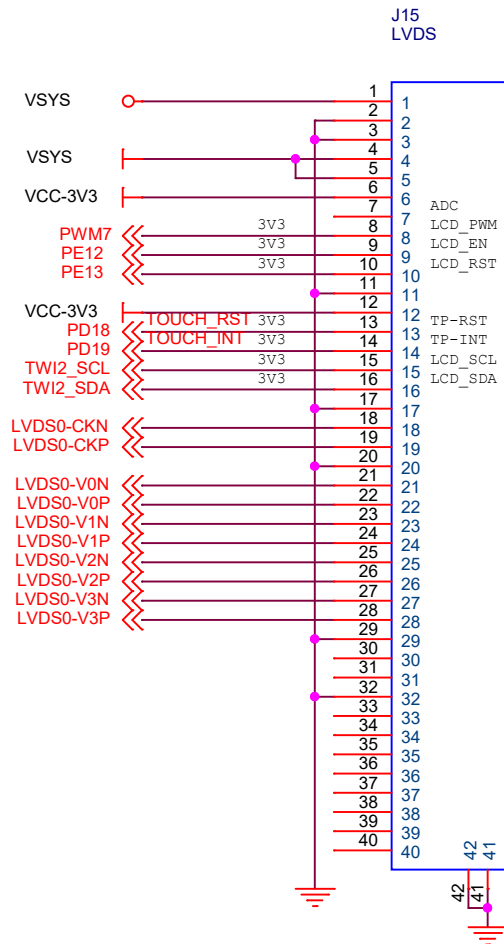 J15
LVDS
VSYS 1 1
2 2
3 3
VSYS 4 4
5 5
VCC-3V3 6 6
7 7 ADC
PWM7 3V3 8 8 LCD_PWM
PE12 3V3 9 9 LCD_EN
PE13 3V3 10 10 LCD_RST
11 11
VCC-3V3 12 12
PD18 TOUCH_RST 3V3 13 13 TP-RST
PD19 TOUCH_INT 3V3 14 14 TP-INT
TWI2_SCL 3V3 15 15 LCD_SCL
TWI2_SDA 3V3 16 16 LCD_SDA
17 17
LVDS0-CKN 18 18
LVDS0-CKP 19 19
20 20
LVDS0-V0N 21 21
LVDS0-V0P 22 22
LVDS0-V1N 23 23
LVDS0-V1P 24 24
LVDS0-V2N 25 25
LVDS0-V2P 26 26
LVDS0-V3N 27 27
LVDS0-V3P 28 28
29 29
30 30
31 31
32 32
33 33
34 34
35 35
36 36
37 37
38 38
39 39
40 40
42 41
42 41